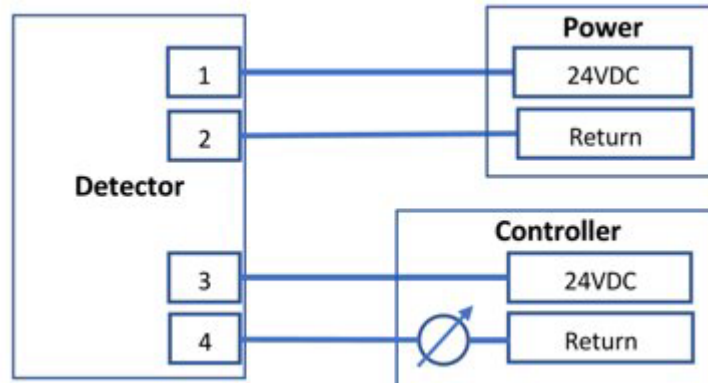 Power
1
24VDC
2
Return
Detector
Controller
3
24VDC
4
Return